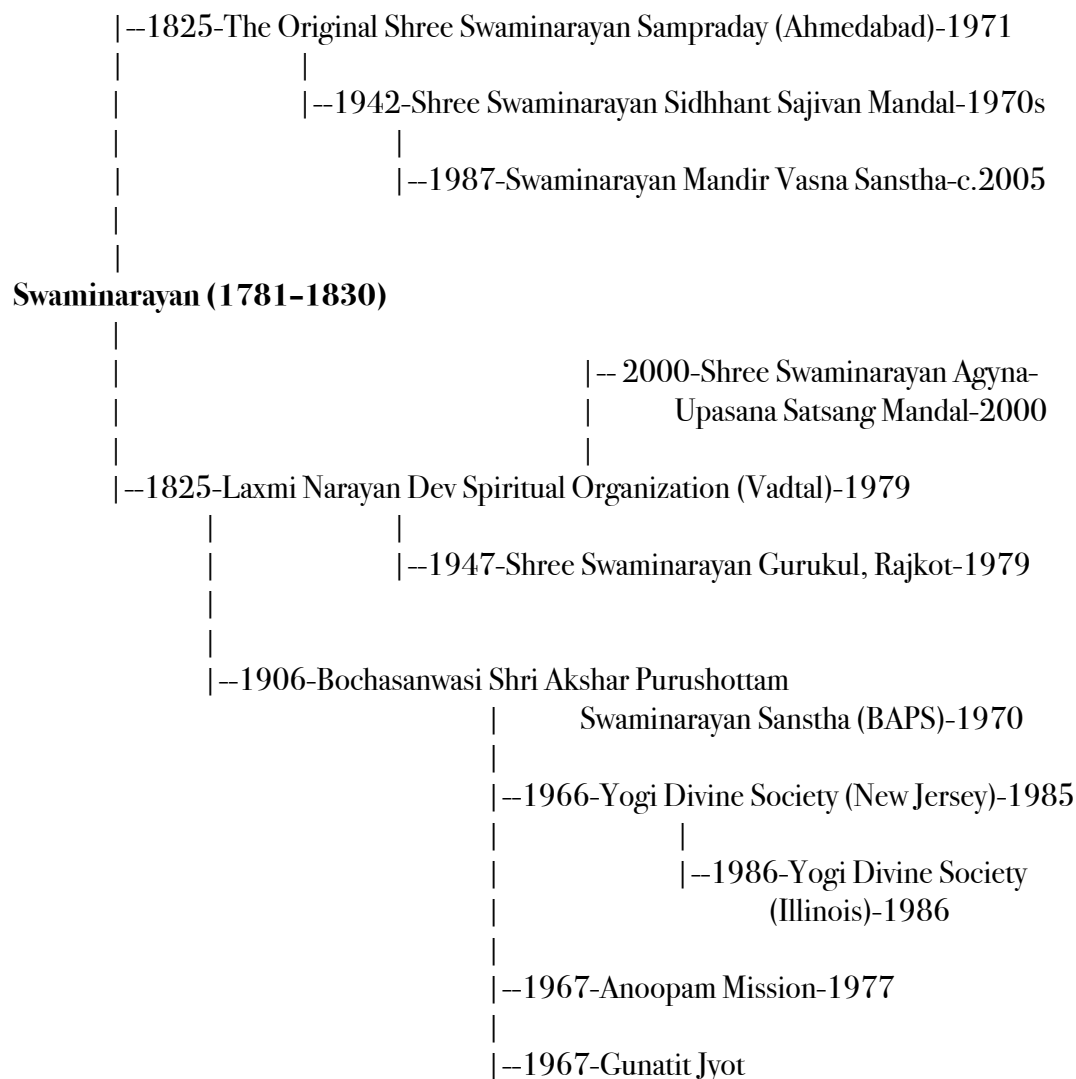 |--1825-The Original Shree Swaminarayan Sampraday (Ahmedabad)-1971
|--1942-Shree Swaminarayan Sidhhant Sajivan Mandal-1970s
|--1987-Swaminarayan Mandir Vasna Sanstha-c.2005
Swaminarayan (1781–1830)
|-- 2000-Shree Swaminarayan Agyna-
Upasana Satsang Mandal-2000
|--1825-Laxmi Narayan Dev Spiritual Organization (Vadtal)-1979
|--1947-Shree Swaminarayan Gurukul, Rajkot-1979
|--1906-Bochasanwasi Shri Akshar Purushottam
Swaminarayan Sanstha (BAPS)-1970
|--1966-Yogi Divine Society (New Jersey)-1985
|--1986-Yogi Divine Society
(Illinois)-1986
|--1967-Anoopam Mission-1977
|--1967-Gunatit Jyot